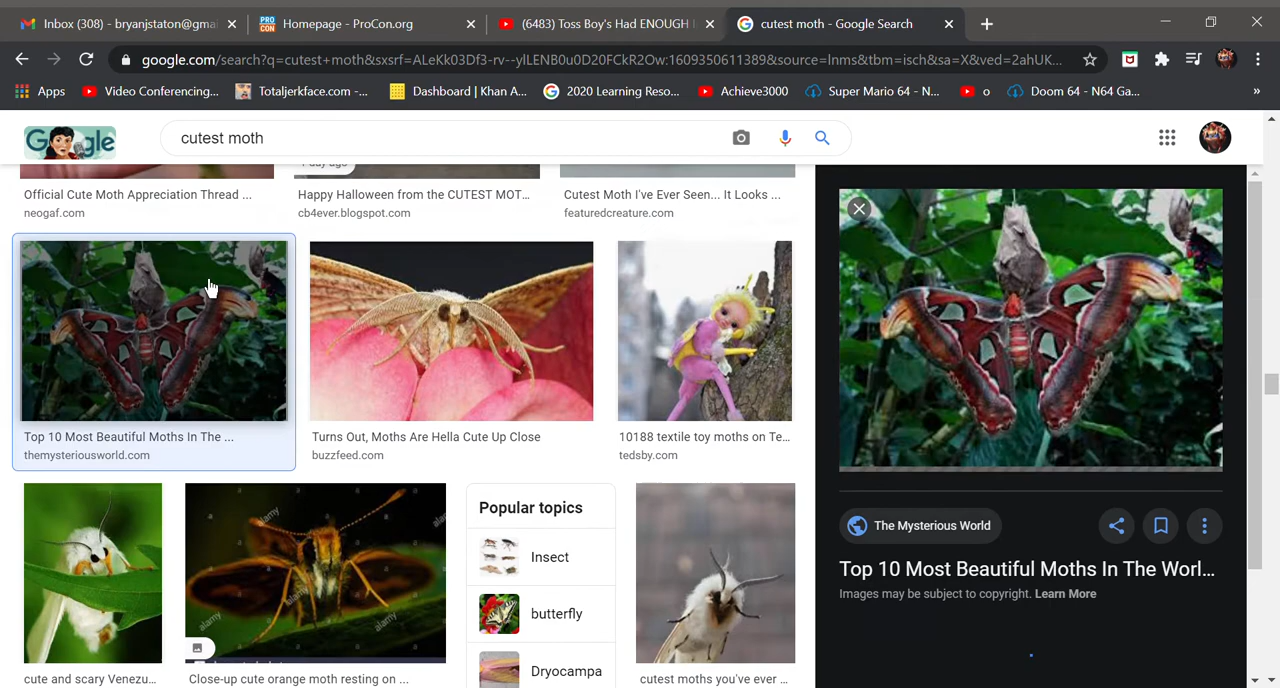 Inbox (308) - bryanjstaton@gmai
Homepage - ProCon.org
(6483) Toss Boy's Had ENOUGH
cutest moth - Google Search
google.com/search?q=cutest+moth&sxsrf=ALeKk03Df3-rv--ylLENB0u0D20FCkR2Ow:1609350611389&source=lnms&tbm=isch&sa=X&ved=2ahUK...
Apps
Video Conferencing...
Totaljerkface.com -...
Dashboard | Khan A...
2020 Learning Reso...
Achieve3000
Super Mario 64 - N...
o
Doom 64 - N64 Ga...
»
Google
cutest moth
Official Cute Moth Appreciation Thread ...
neogaf.com
Happy Halloween from the CUTEST MOT...
cb4ever.blogspot.com
Cutest Moth I've Ever Seen... It Looks ...
featuredcreature.com
Top 10 Most Beautiful Moths In The ...
themysteriousworld.com
Turns Out, Moths Are Hella Cute Up Close
buzzfeed.com
10188 textile toy moths on Te...
tedsby.com
Popular topics
Insect
butterfly
Dryocampa
alamy
cute and scary Venezu...
Close-up cute orange moth resting on ...
cutest moths you've ever ...
The Mysterious World
Top 10 Most Beautiful Moths In The Worl...
Images may be subject to copyright. Learn More